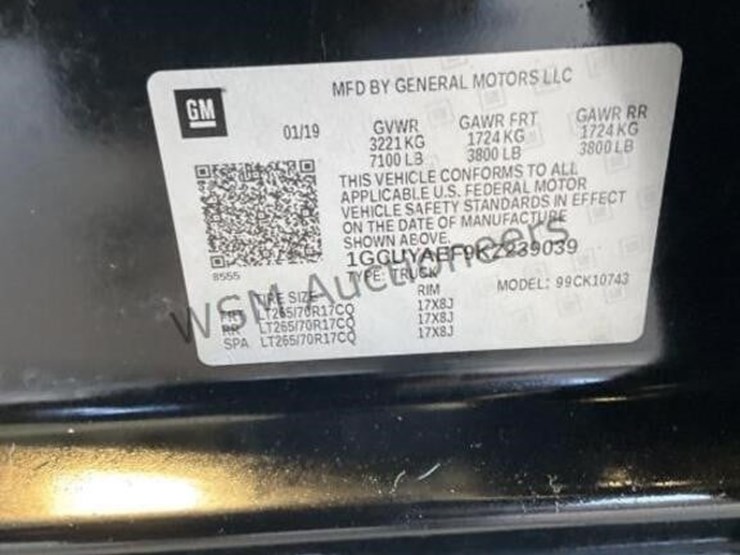 GM
MFD BY GENERAL MOTORS LLC
01/19
GVWR
3221 KG
7100 LB
GAWR FRT
1724 KG
3800 LB
GAWR RR
1724 KG
3800 LB
THIS VEHICLE CONFORMS TO ALL
APPLICABLE U.S. FEDERAL MOTOR
VEHICLE SAFETY STANDARDS IN EFFECT
ON THE DATE OF MANUFACTURE
SHOWN ABOVE.
8555
1GCUYAEF9KZ239039
TYPE: TRUCK
MODEL: 99CK10743
TIRE SIZE RIM
FRT LT265/70R17CQ 17X8J
RR LT265/70R17CQ 17X8J
SPA LT265/70R17CQ 17X8J
WSM Auctioneers